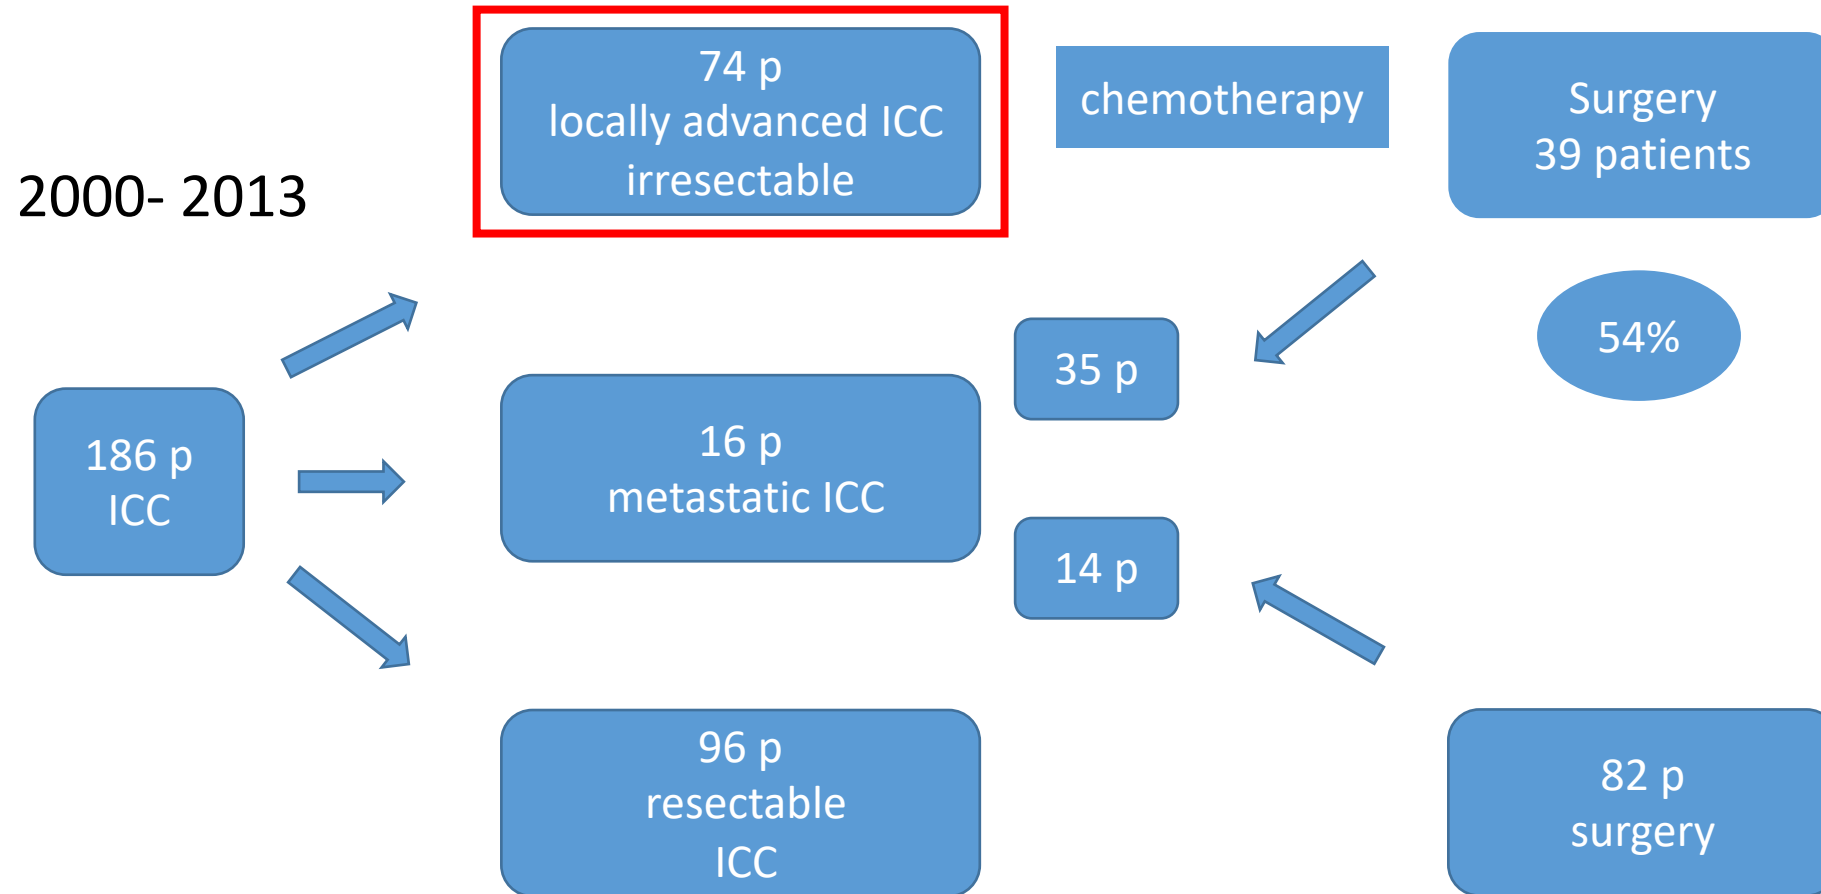 2000- 2013
186 p
ICC
74 p
locally advanced ICC
irresectable
chemotherapy
Surgery
39 patients
54%
35 p
16 p
metastatic ICC
14 p
96 p
resectable
ICC
82 p
surgery